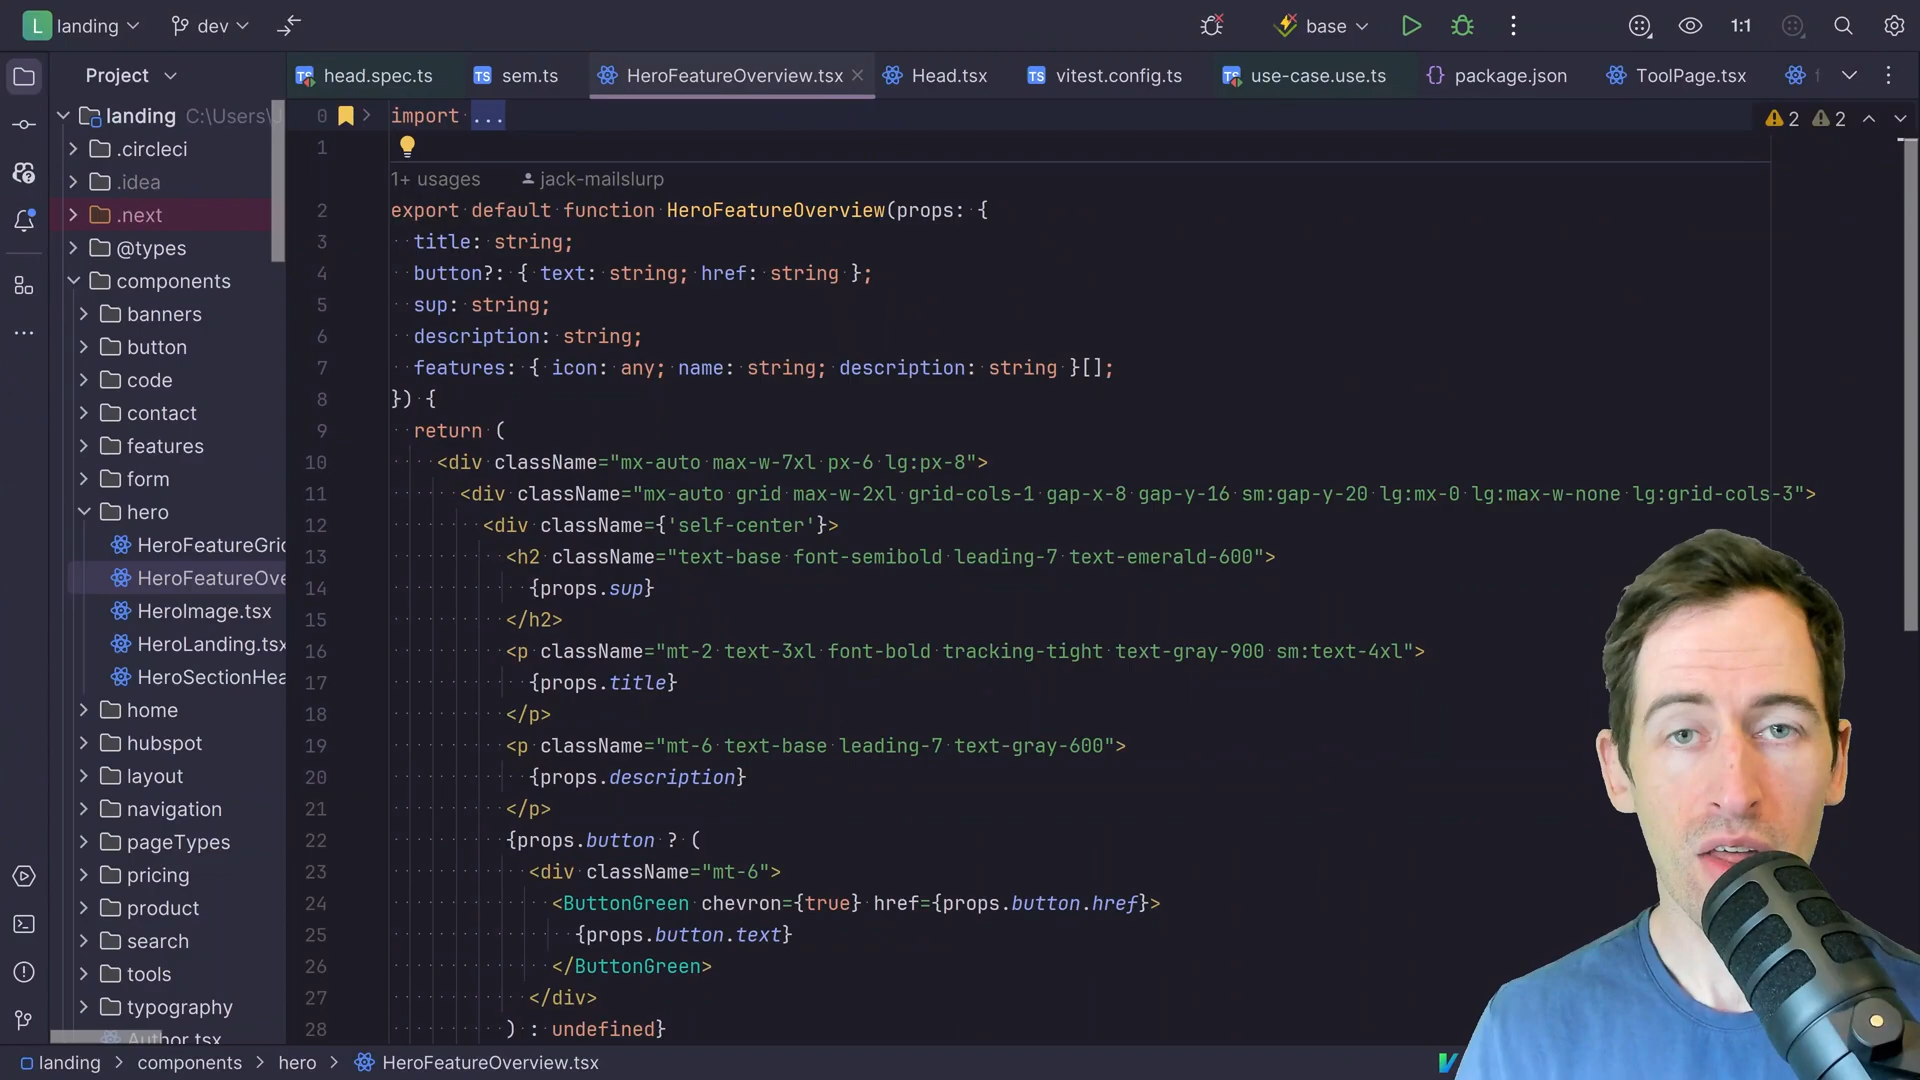 L landing dev base 1:1
Project
head.spec.ts sem.ts HeroFeatureOverview.tsx Head.tsx vitest.config.ts use-case.use.ts package.json ToolPage.tsx f
landing C:\Users\J
.circleci
.idea
.next
@types
components
banners
button
code
contact
features
form
hero
HeroFeatureGric
HeroFeatureOve
HeroImage.tsx
HeroLanding.tsx
HeroSectionHea
home
hubspot
layout
navigation
pageTypes
pricing
product
search
tools
typography
Author.tsx
2 2
0 import ...
1
1+ usages jack-mailslurp
2 export default function HeroFeatureOverview(props: {
3 title: string;
4 button?: { text: string; href: string };
5 sup: string;
6 description: string;
7 features: { icon: any; name: string; description: string }[];
8 }) {
9 return (
10 <div className="mx-auto max-w-7xl px-6 lg:px-8">
11 <div className="mx-auto grid max-w-2xl grid-cols-1 gap-x-8 gap-y-16 sm:gap-y-20 lg:mx-0 lg:max-w-none lg:grid-cols-3">
12 <div className={'self-center'}>
13 <h2 className="text-base font-semibold leading-7 text-emerald-600">
14 {props.sup}
15 </h2>
16 <p className="mt-2 text-3xl font-bold tracking-tight text-gray-900 sm:text-4xl">
17 {props.title}
18 </p>
19 <p className="mt-6 text-base leading-7 text-gray-600">
20 {props.description}
21 </p>
22 {props.button ? (
23 <div className="mt-6">
24 <ButtonGreen chevron={true} href={props.button.href}>
25 {props.button.text}
26 </ButtonGreen>
27 </div>
28 ) : undefined}
landing > components > hero > HeroFeatureOverview.tsx